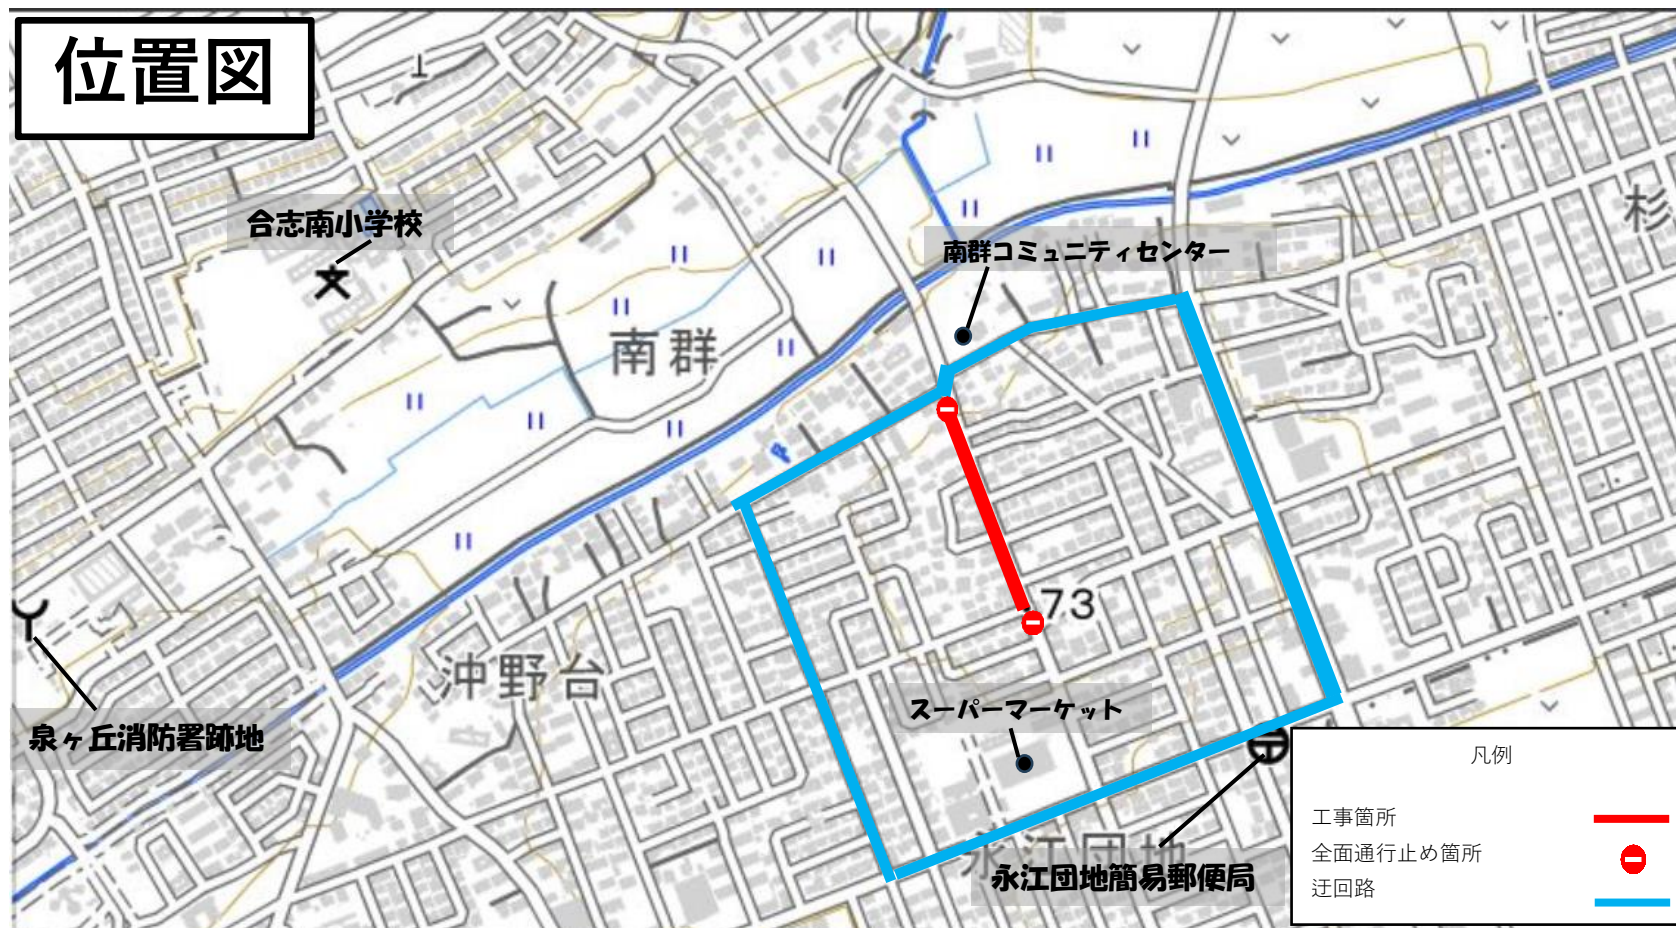 位置図
合志南小学校
杉
南群コミュニティセンター
南群
73
沖野台
スーパーマーケット
泉ヶ丘消防署跡地
永江団地
永江団地簡易郵便局
凡例
工事箇所
全面通行止め箇所
迂回路